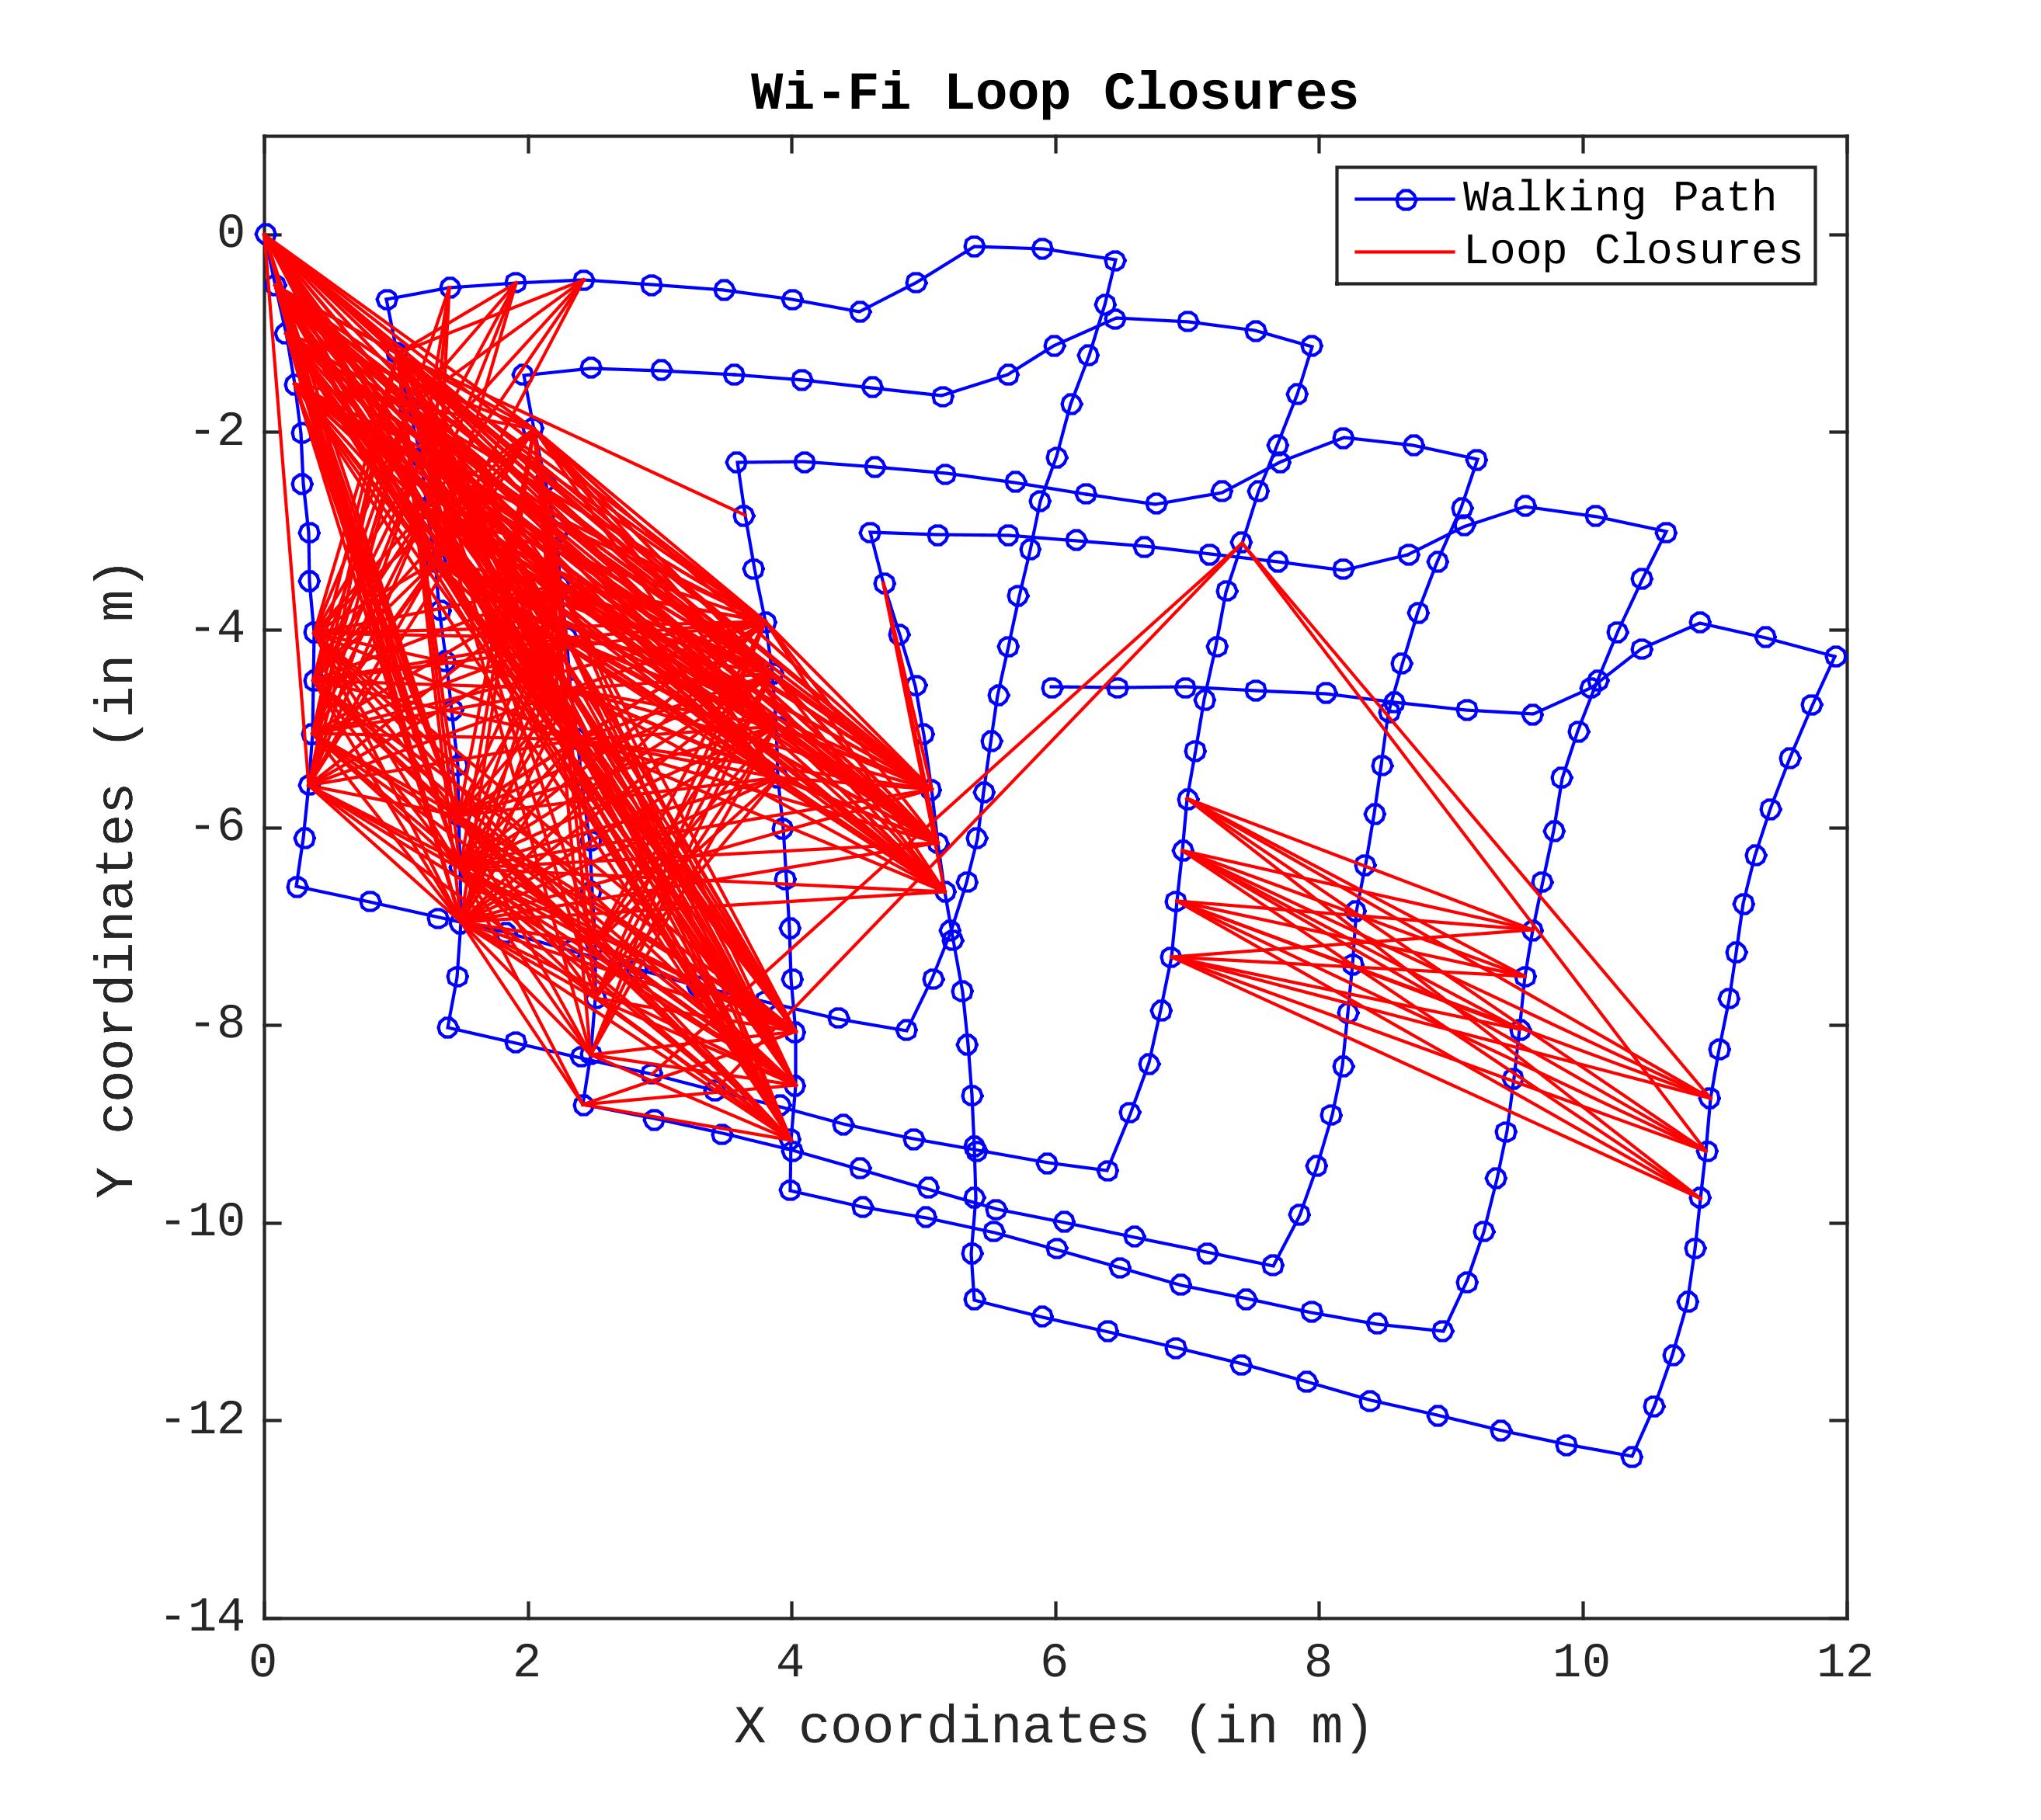 Wi-Fi Loop Closures
Walking Path
Loop Closures
0
-2
-4
-6
-8
-10
-12
-14
Y coordinates (in m)
0 2 4 6 8 10 12
X coordinates (in m)